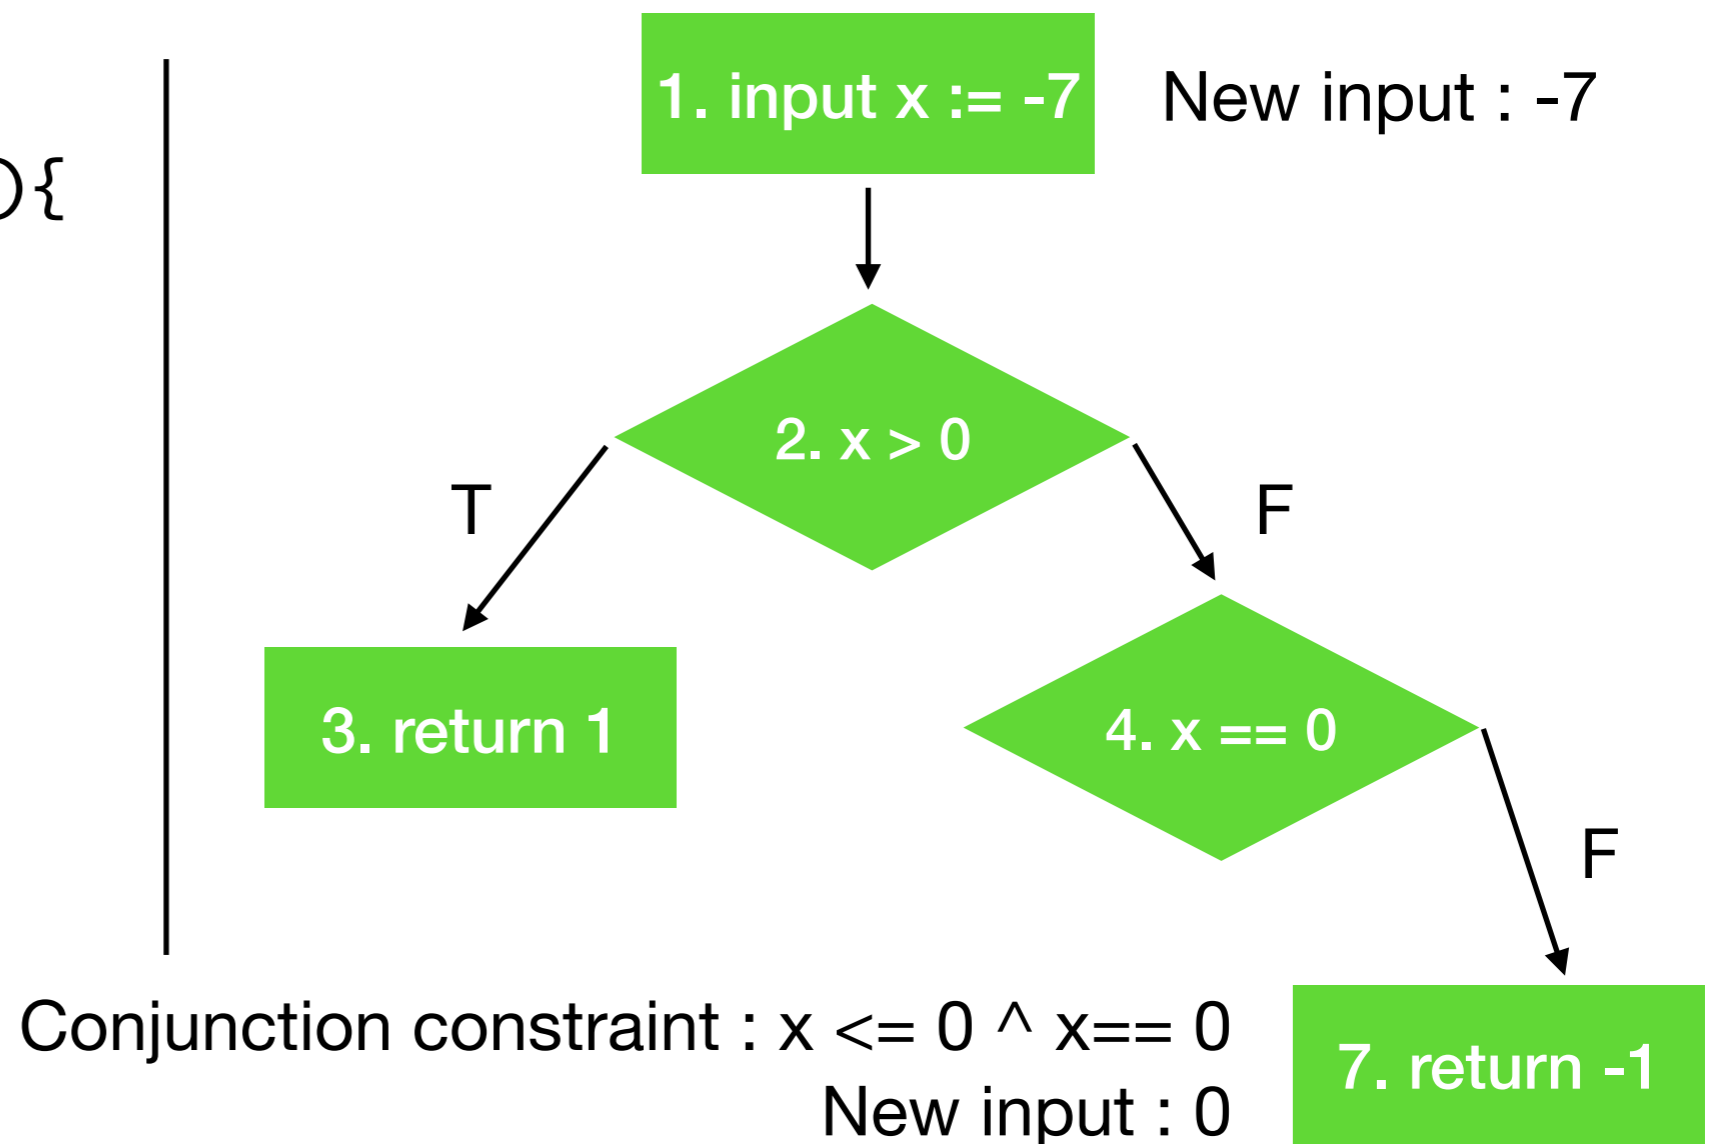 1. input x := -7
New input : -7
){
2. x > 0
T
F
3. return 1
4. x == 0
F
Conjunction constraint : x <= 0 ^ x== 0
7. return -1
New input : 0